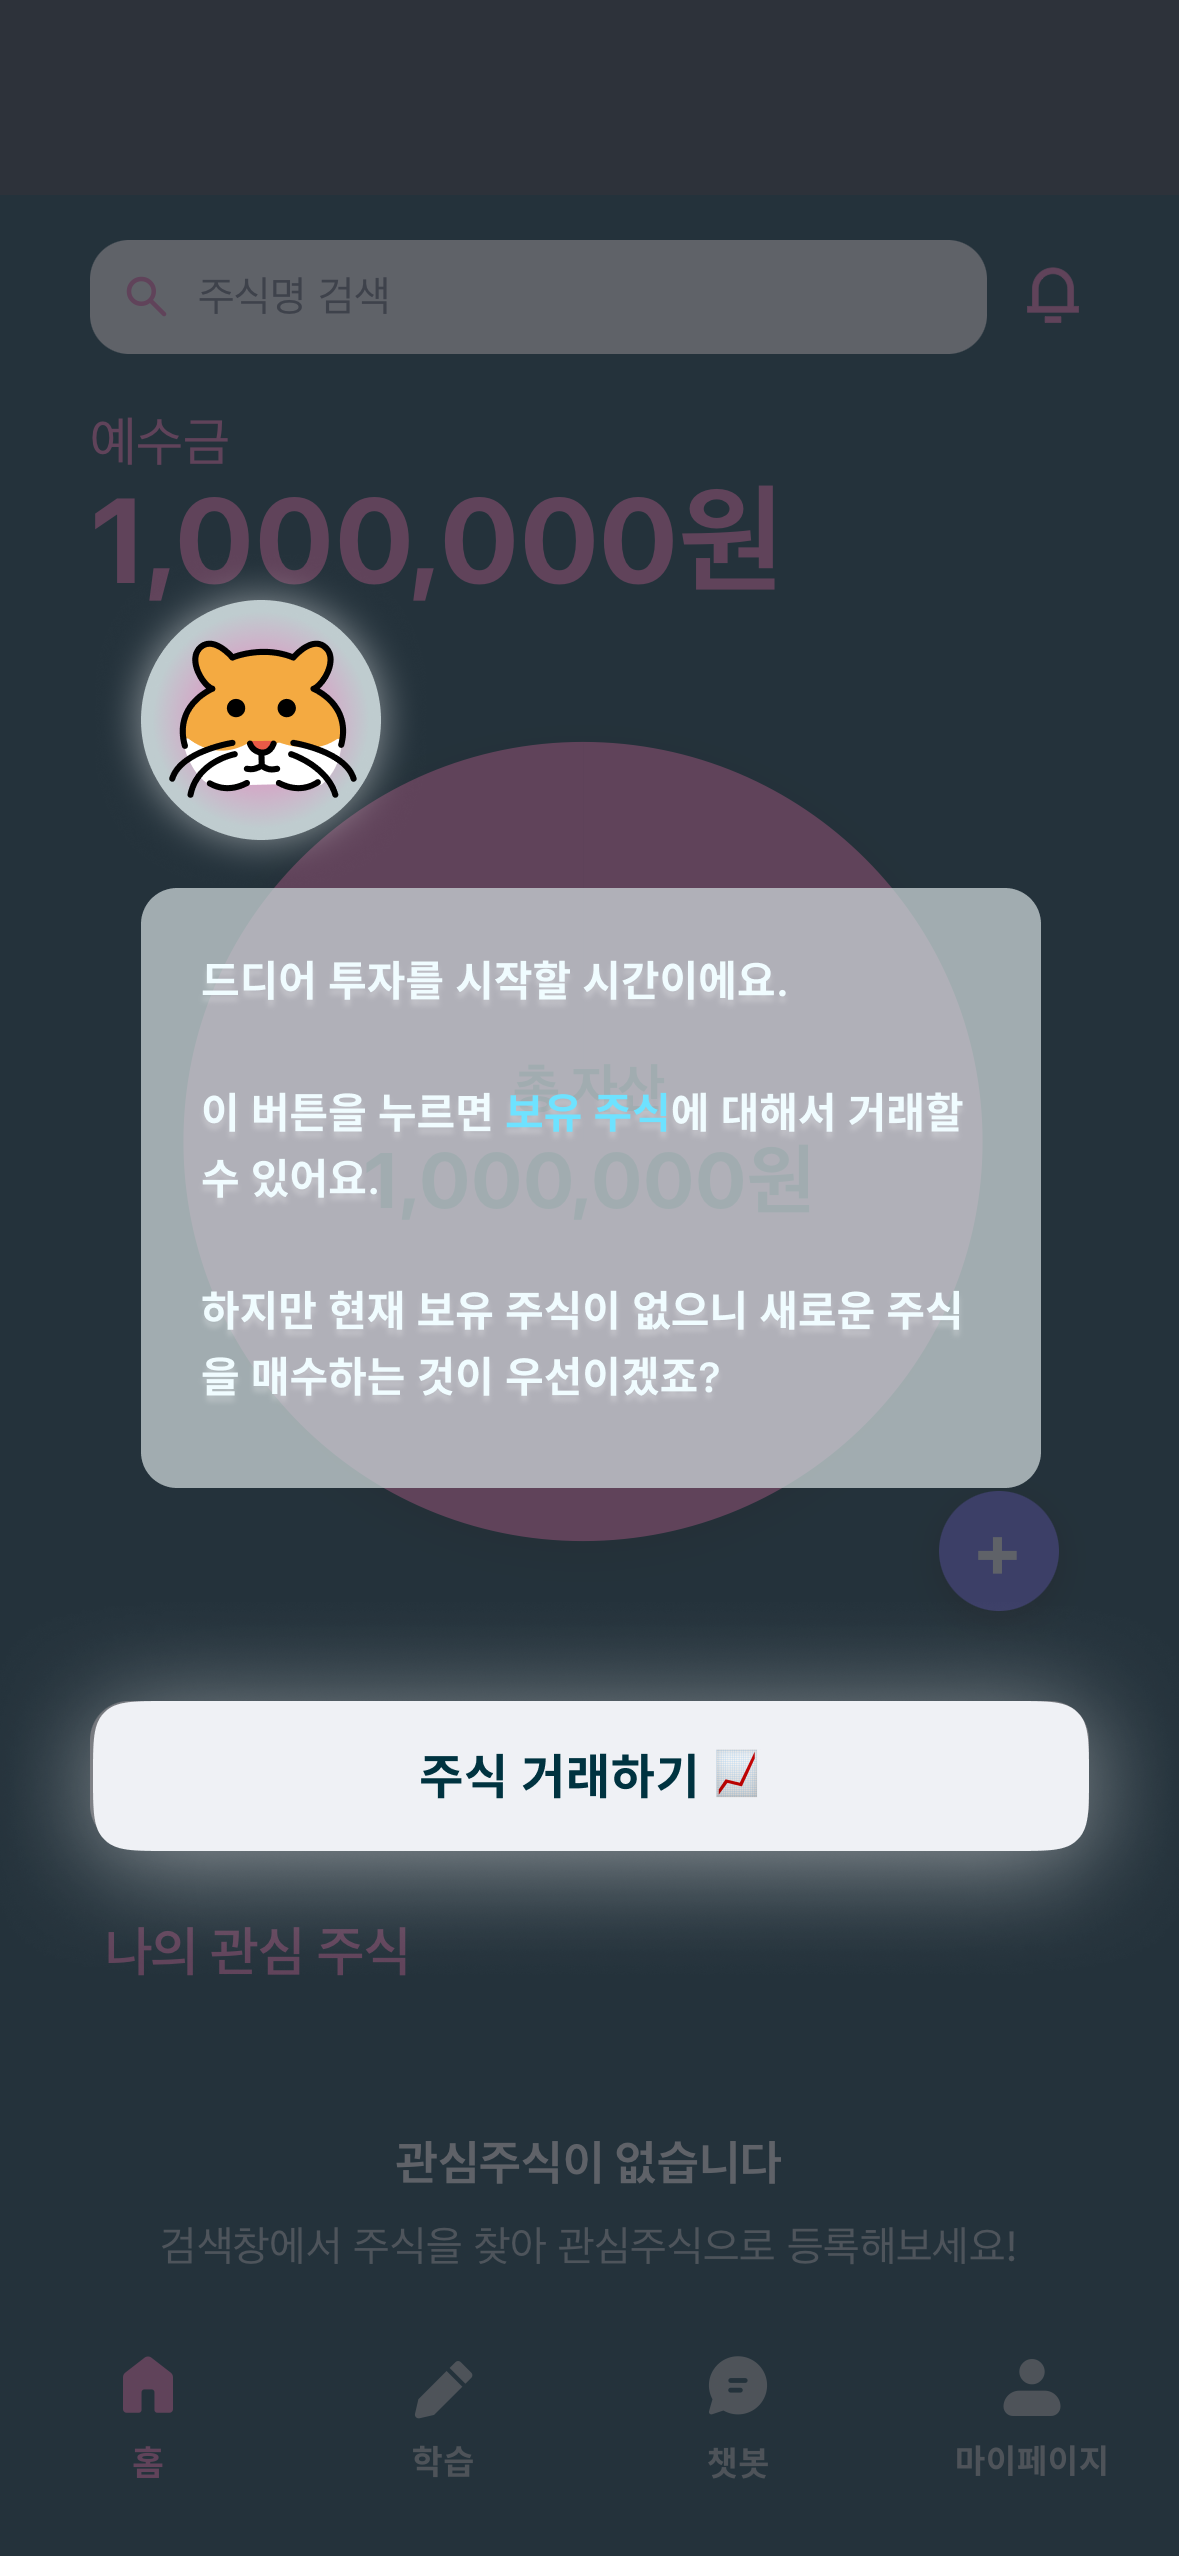 주식명 검색
예수금
1,000,000원
드디어 투자를 시작할 시간이에요.
총 자산
이 버튼을 누르면 보유 주식에 대해서 거래할
수 있어요.
1,000,000원
하지만 현재 보유 주식이 없으니 새로운 주식
을 매수하는 것이 우선이겠죠?
+
주식 거래하기 📈
나의 관심 주식
관심주식이 없습니다
검색창에서 주식을 찾아 관심주식으로 등록해보세요!
홈
학습
챗봇
마이페이지